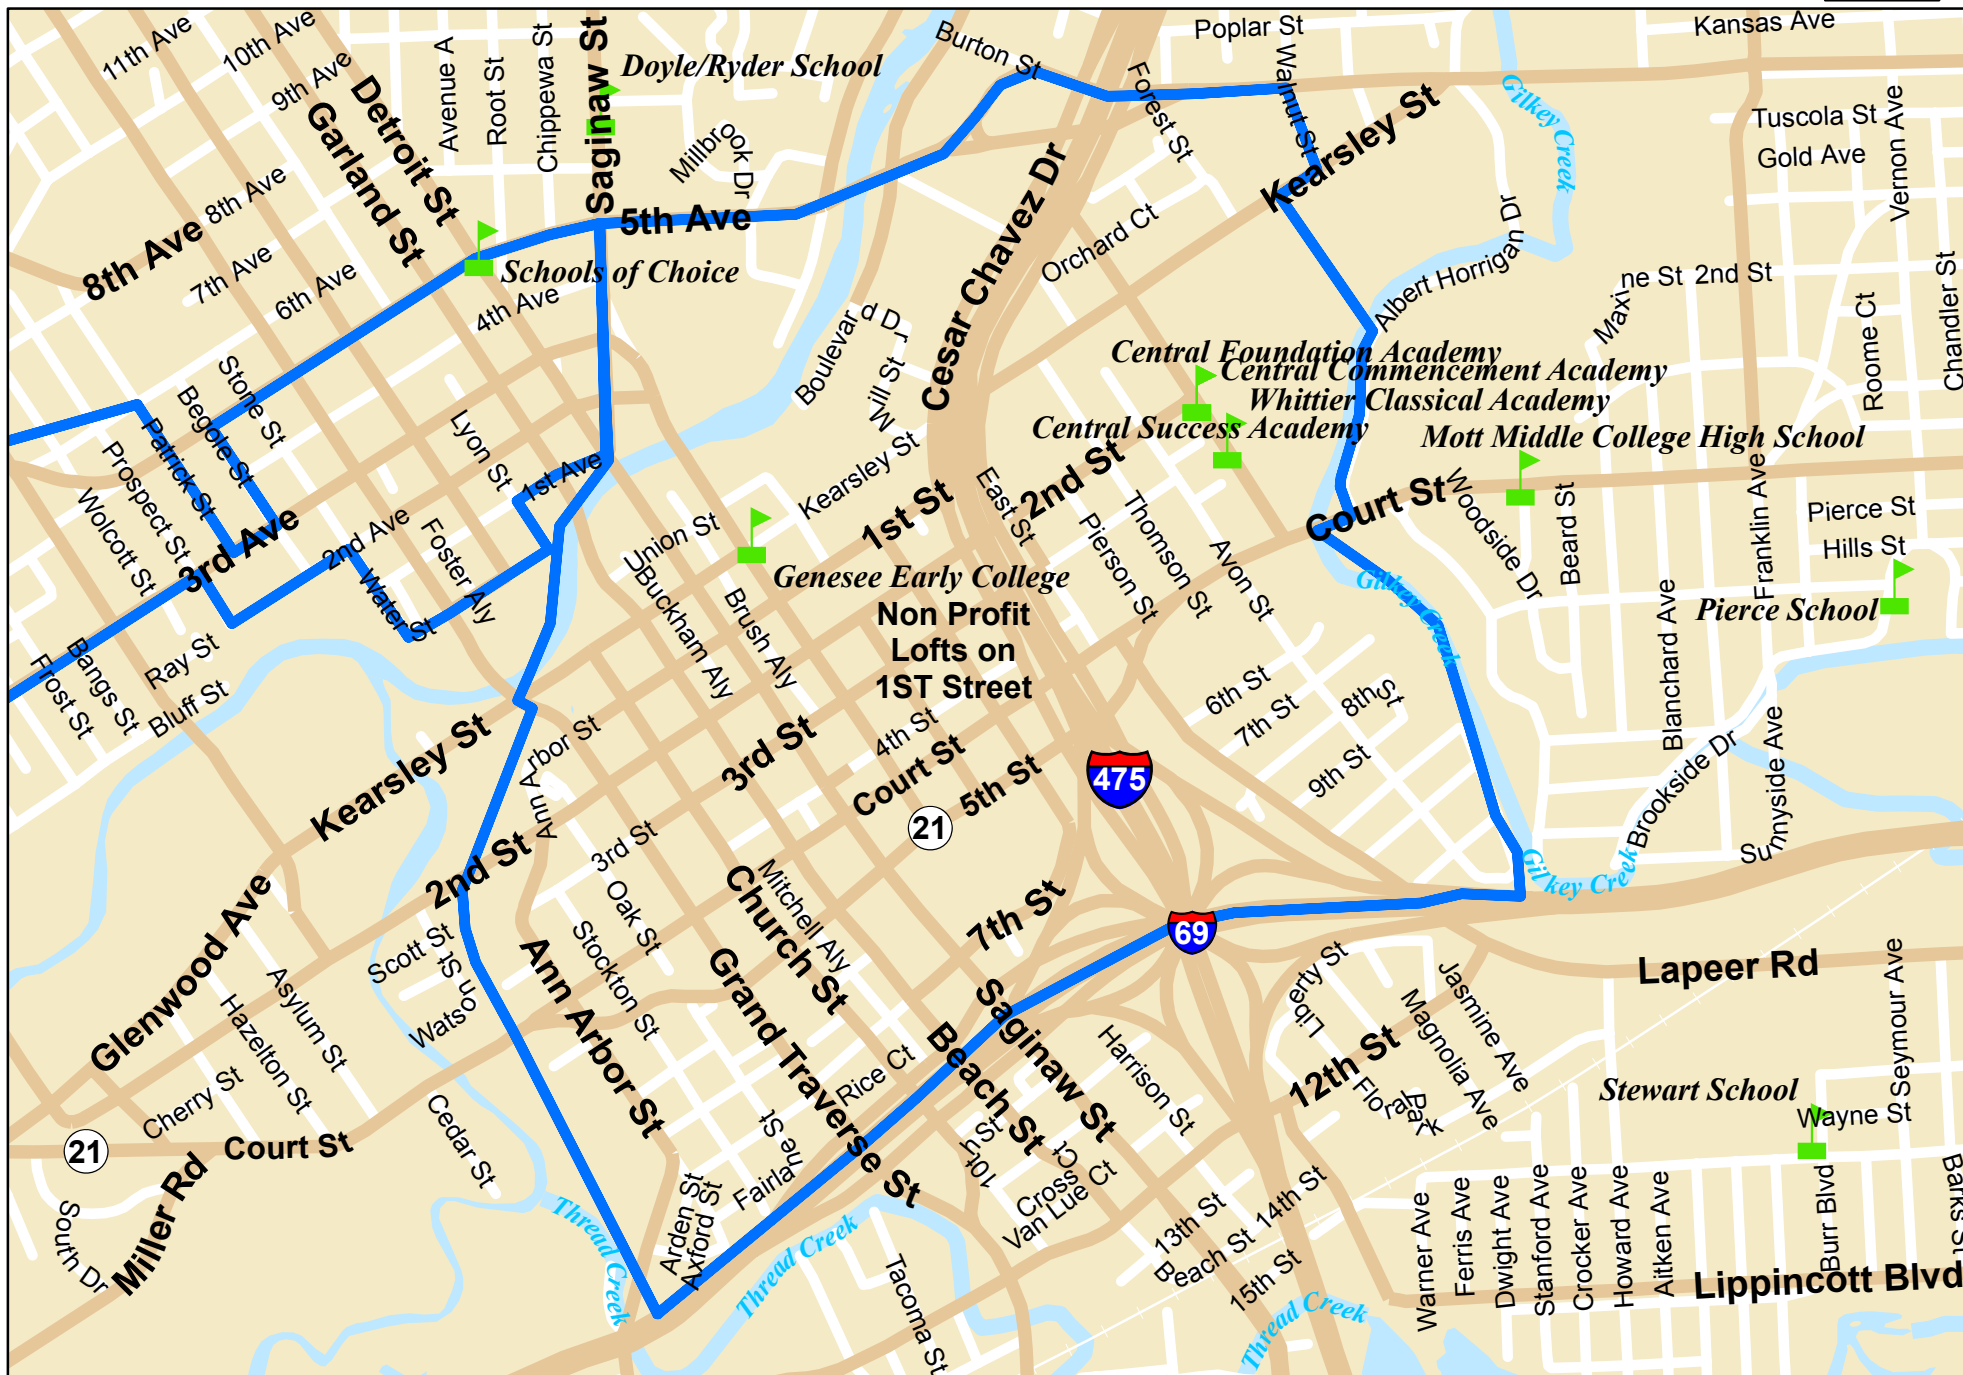 11th Ave
10th Ave
9th Ave
Avenue A
Root St
Chippewa St
Saginaw St
Doyle/Ryder School
Burton St
Poplar St
Kansas Ave
Walnut St
Forest St
Gilkey Creek
Tuscola St
Gold Ave
Vernon Ave
Detroit St
Garland St
Millbrook Dr
Kearsley St
8th Ave
8th Ave
5th Ave
7th Ave
6th Ave
Schools of Choice
4th Ave
Cesar Chavez Dr
Orchard Ct
Albert Horrigan Dr
Maxine St
2nd St
Chandler St
Roome Ct
Boulevard Dr
Mill St
Central Foundation Academy
Central Commencement Academy
Whittier Classical Academy
Central Success Academy
Mott Middle College High School
Stone St
Begole St
Patrick St
Prospect St
Wolcott St
Lyon St
1st Ave
Kearsley St
1st St
East St
2nd St
Thomson St
Pierson St
Avon St
Court St
Woodside Dr
Beard St
Franklin Ave
Pierce St
Hills St
3rd Ave
2nd Ave
Foster Aly
Water St
Union St
Buckham Aly
Brush Aly
Genesee Early College
Non Profit
Lofts on
1ST Street
Gilkey Creek
Blanchard Ave
Pierce School
Frost St
Bangs St
Ray St
Bluff St
6th St
7th St
8th St
9th St
Kearsley St
Ann Arbor St
3rd St
4th St
Court St
5th St
21
475
Brookside Dr
Sunnyside Ave
Gilkey Creek
2nd St
3rd St
Oak St
Mitchell Aly
Church St
7th St
69
Lapeer Rd
Glenwood Ave
Scott St
Watson St
Stockton St
Ann Arbor St
Grand Traverse St
Saginaw St
Beach St
Liberty St
12th St
Jasmine Ave
Magnolia Ave
Flora
Park
Seymour Ave
Asylum St
Hazelton St
Cherry St
Court St
21
Miller Rd
South Dr
Cedar St
Rice Ct
Harrison St
Stewart School
Wayne St
Thread Creek
Arden St
Axford St
Fairla
ne St
Thread Creek
10th St
Cross Ct
Van Lue Ct
13th St
14th St
Beach St
15th St
Tacoma St
Thread Creek
Warner Ave
Ferris Ave
Dwight Ave
Stanford Ave
Crocker Ave
Howard Ave
Aitken Ave
Burr Blvd
Barks St
Lippincott Blvd